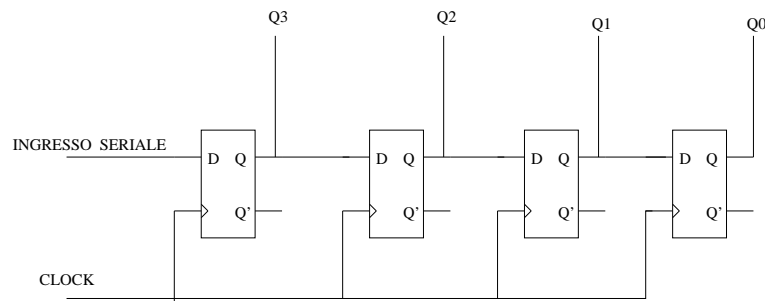 Q3 Q2 Q1 Q0
INGRESSO SERIALE
D Q D Q D Q D Q
Q' Q' Q' Q'
CLOCK